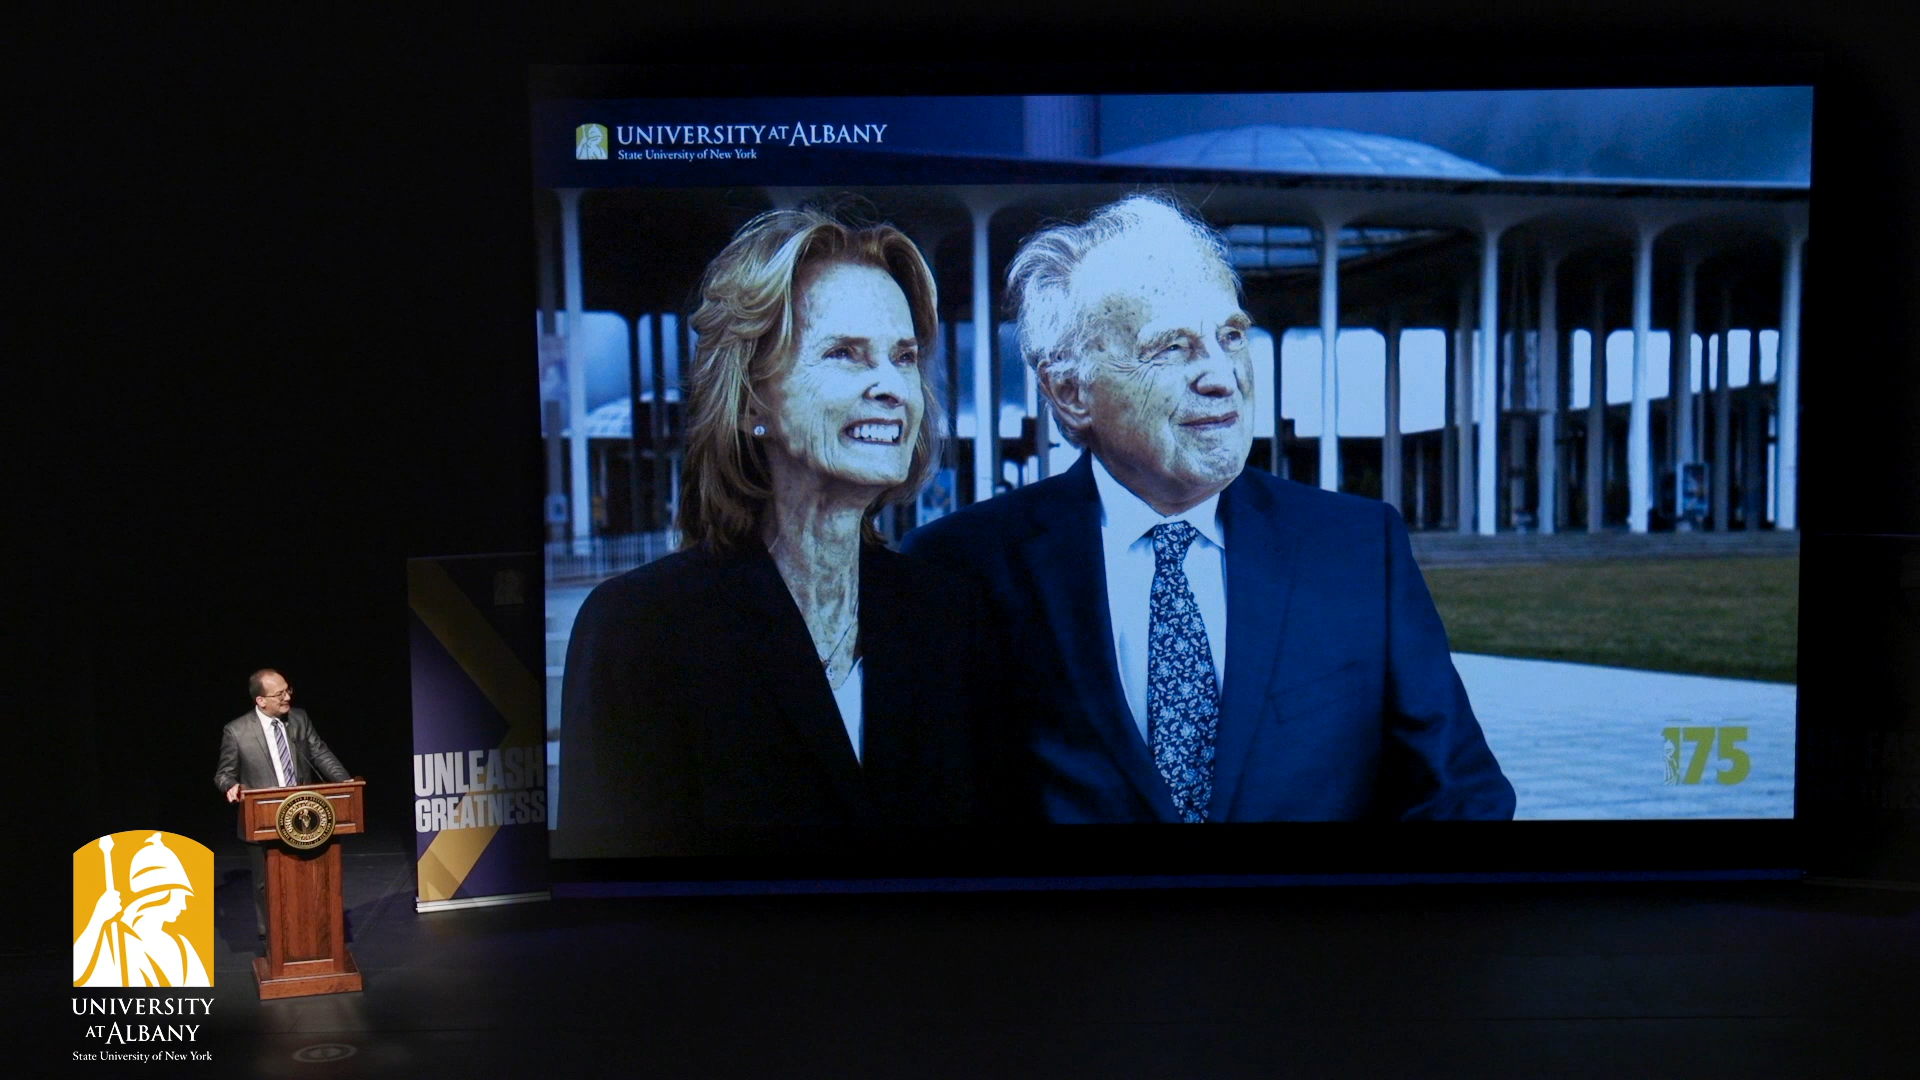 UNIVERSITY AT ALBANY
State University of New York
175
UNLEASH
GREATNESS
UNIVERSITY
AT ALBANY
State University of New York